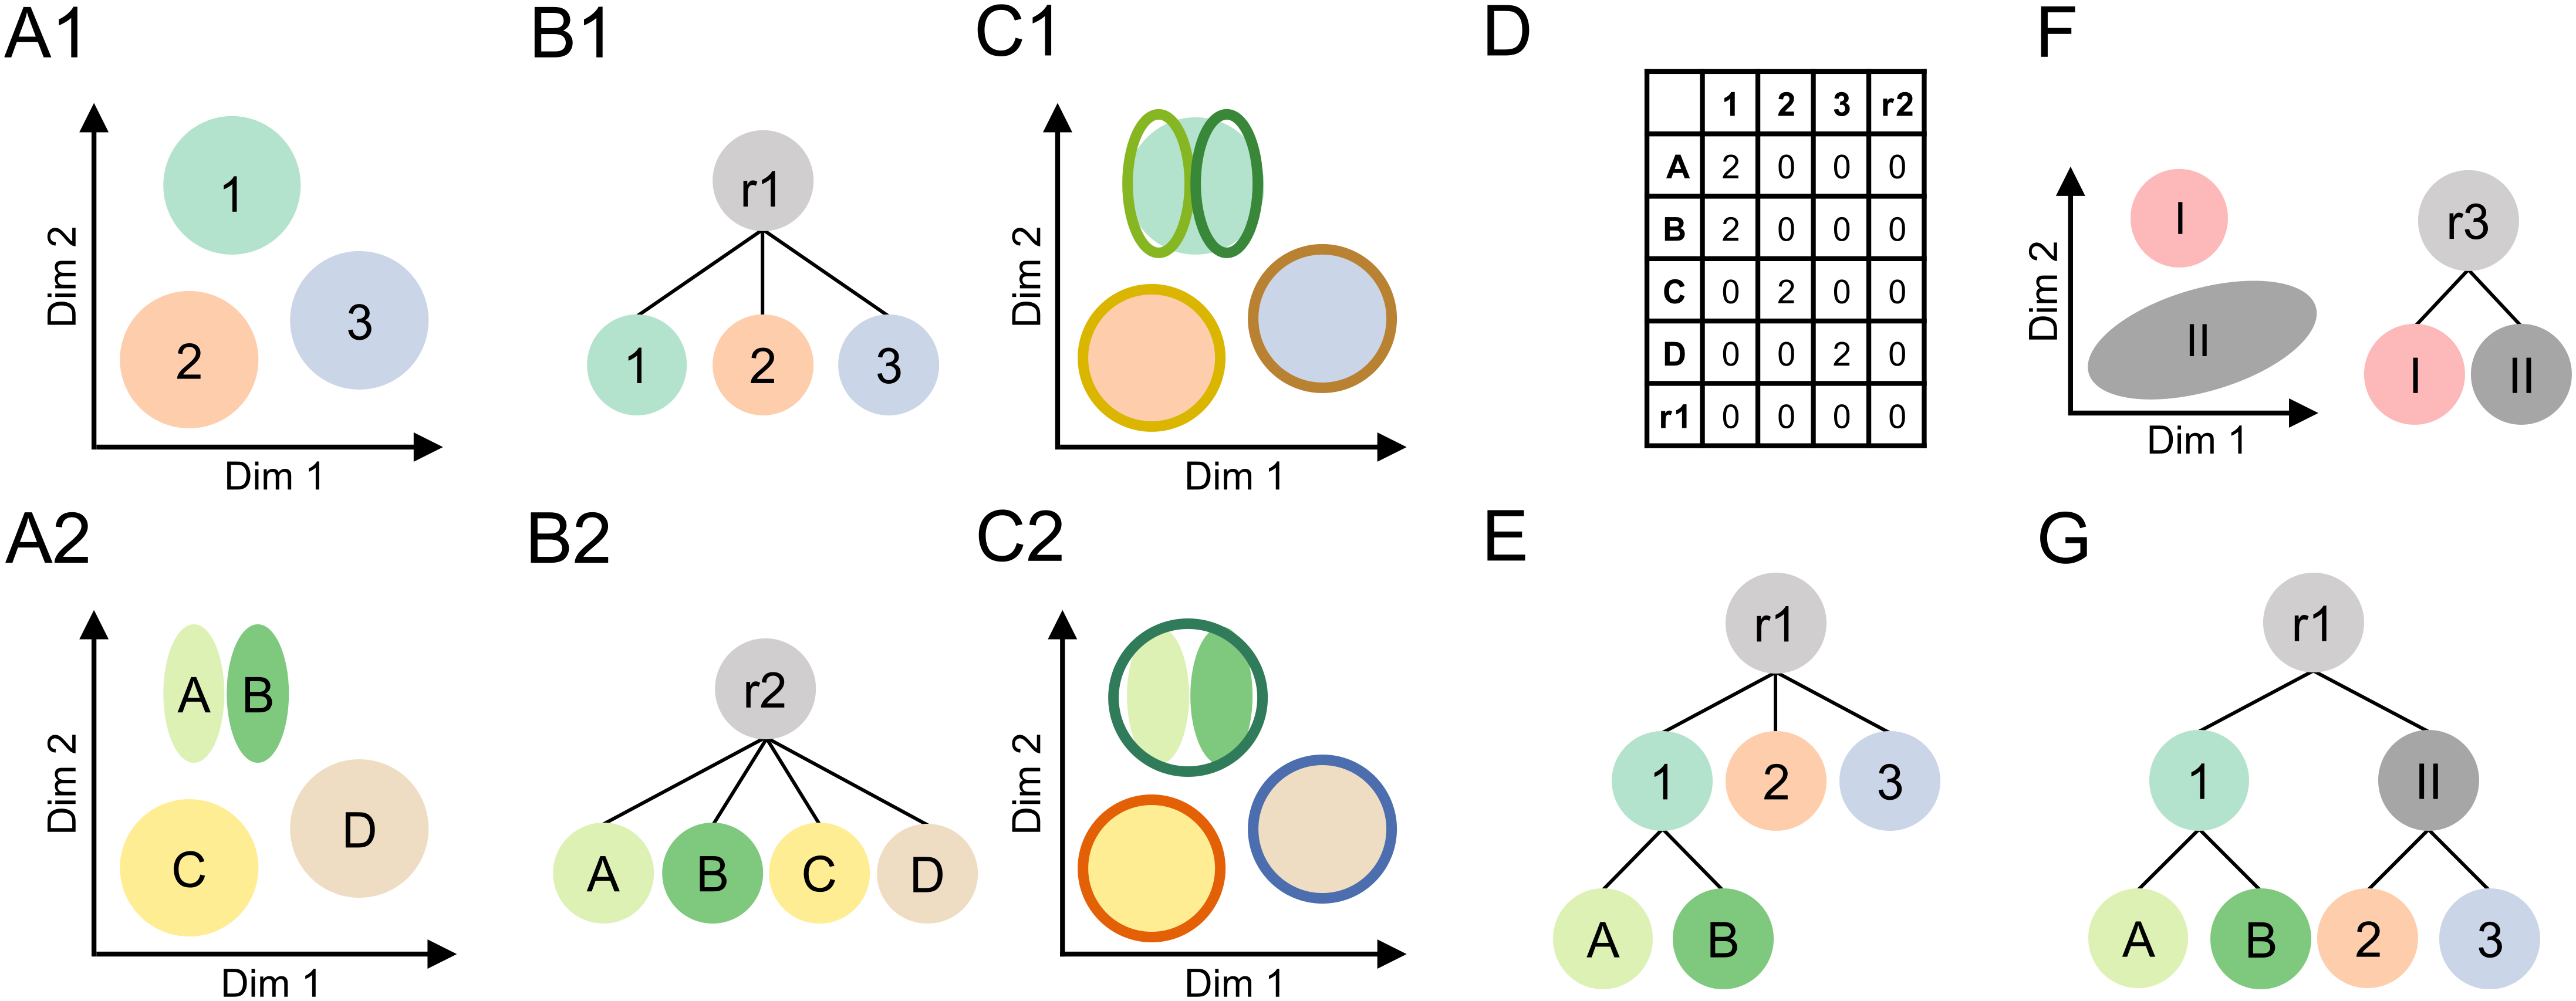 A1
Dim 2
1
2
3
Dim 1
B1
r1
1 2 3
C1
Dim 2
Dim 1
D
1 2 3 r2
A 2 0 0 0
B 2 0 0 0
C 0 2 0 0
D 0 0 2 0
r1 0 0 0 0
F
Dim 2
I
II
Dim 1
r3
I II
A2
Dim 2
A B
C
D
Dim 1
B2
r2
A B C D
C2
Dim 2
Dim 1
E
r1
1 2 3
A B
G
r1
1 II
A B 2 3